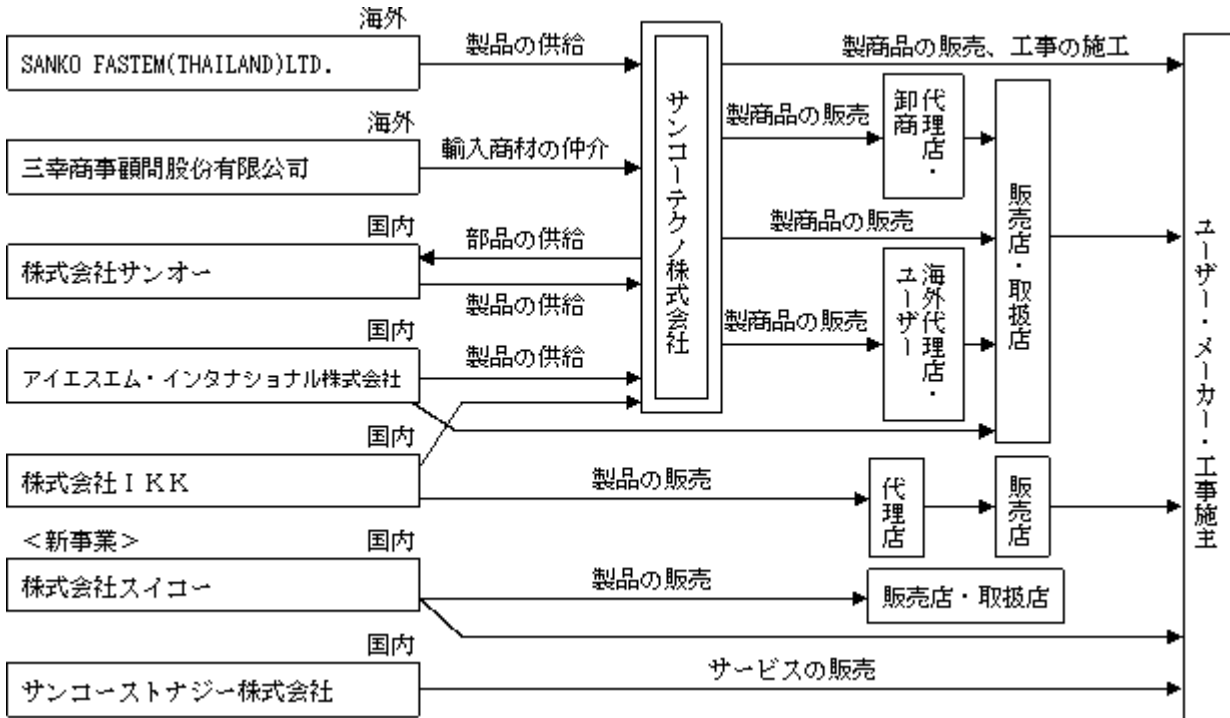 海外
SANKO FASTEM(THAILAND)LTD.
製品の供給
海外
三幸商事顧問股份有限公司
輸入商材の仲介
国内
株式会社サンオー
部品の供給
製品の供給
国内
アイエスエム・インタナショナル株式会社
製品の供給
国内
株式会社ＩＫＫ
製品の販売
＜新事業＞
国内
株式会社スイコー
製品の販売
国内
サンコーストナジー株式会社
サービスの販売
サンコーテクノ株式会社
製商品の販売、工事の施工
製商品の販売
代理店・
卸商
製商品の販売
製商品の販売
海外代理店・
ユーザー
販売店・取扱店
代理店
販売店
販売店・取扱店
ユーザー・メーカー・工事施主